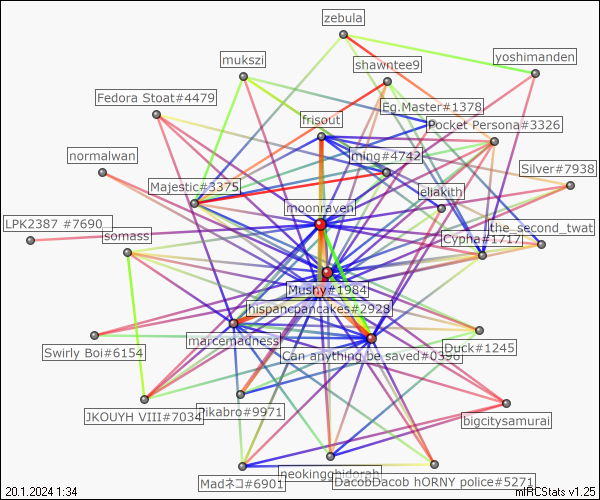 zebula
yoshimanden
mukszi
shawntee9
Fedora Stoat#4479
Eg.Master#1378
frisout
Pocket Persona#3326
normalwan
ming#4742
Silver#7938
Majestic#3375
eliakith
moonraven
LPK2387 #7690
the_second_twat
somass
Cypha#1717
Mushy#1984
hispancpancakes#2928
marcemadness
Duck#1245
Swirly Boi#6154
Can anything be saved#0396
JKOUYH VIII#7034
Pikabro#9971
bigcitysamurai
neokingghidorah
Madネコ#6901
DacobDacob hORNY police#5271
20.1.2024 1:34
mIRCStats v1.25